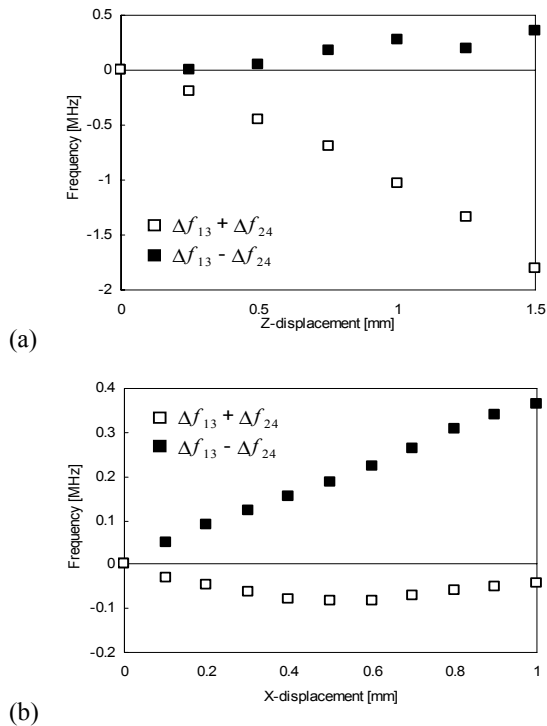 0.5
0
-0.5
-1
-1.5
-2
Frequency [MHz]
Δf13 + Δf24
Δf13 - Δf24
0 0.5 1 1.5
Z-displacement [mm]
(a)
0.4
0.3
0.2
0.1
0
-0.1
-0.2
Frequency [MHz]
Δf13 + Δf24
Δf13 - Δf24
0 0.2 0.4 0.6 0.8 1
X-displacement [mm]
(b)